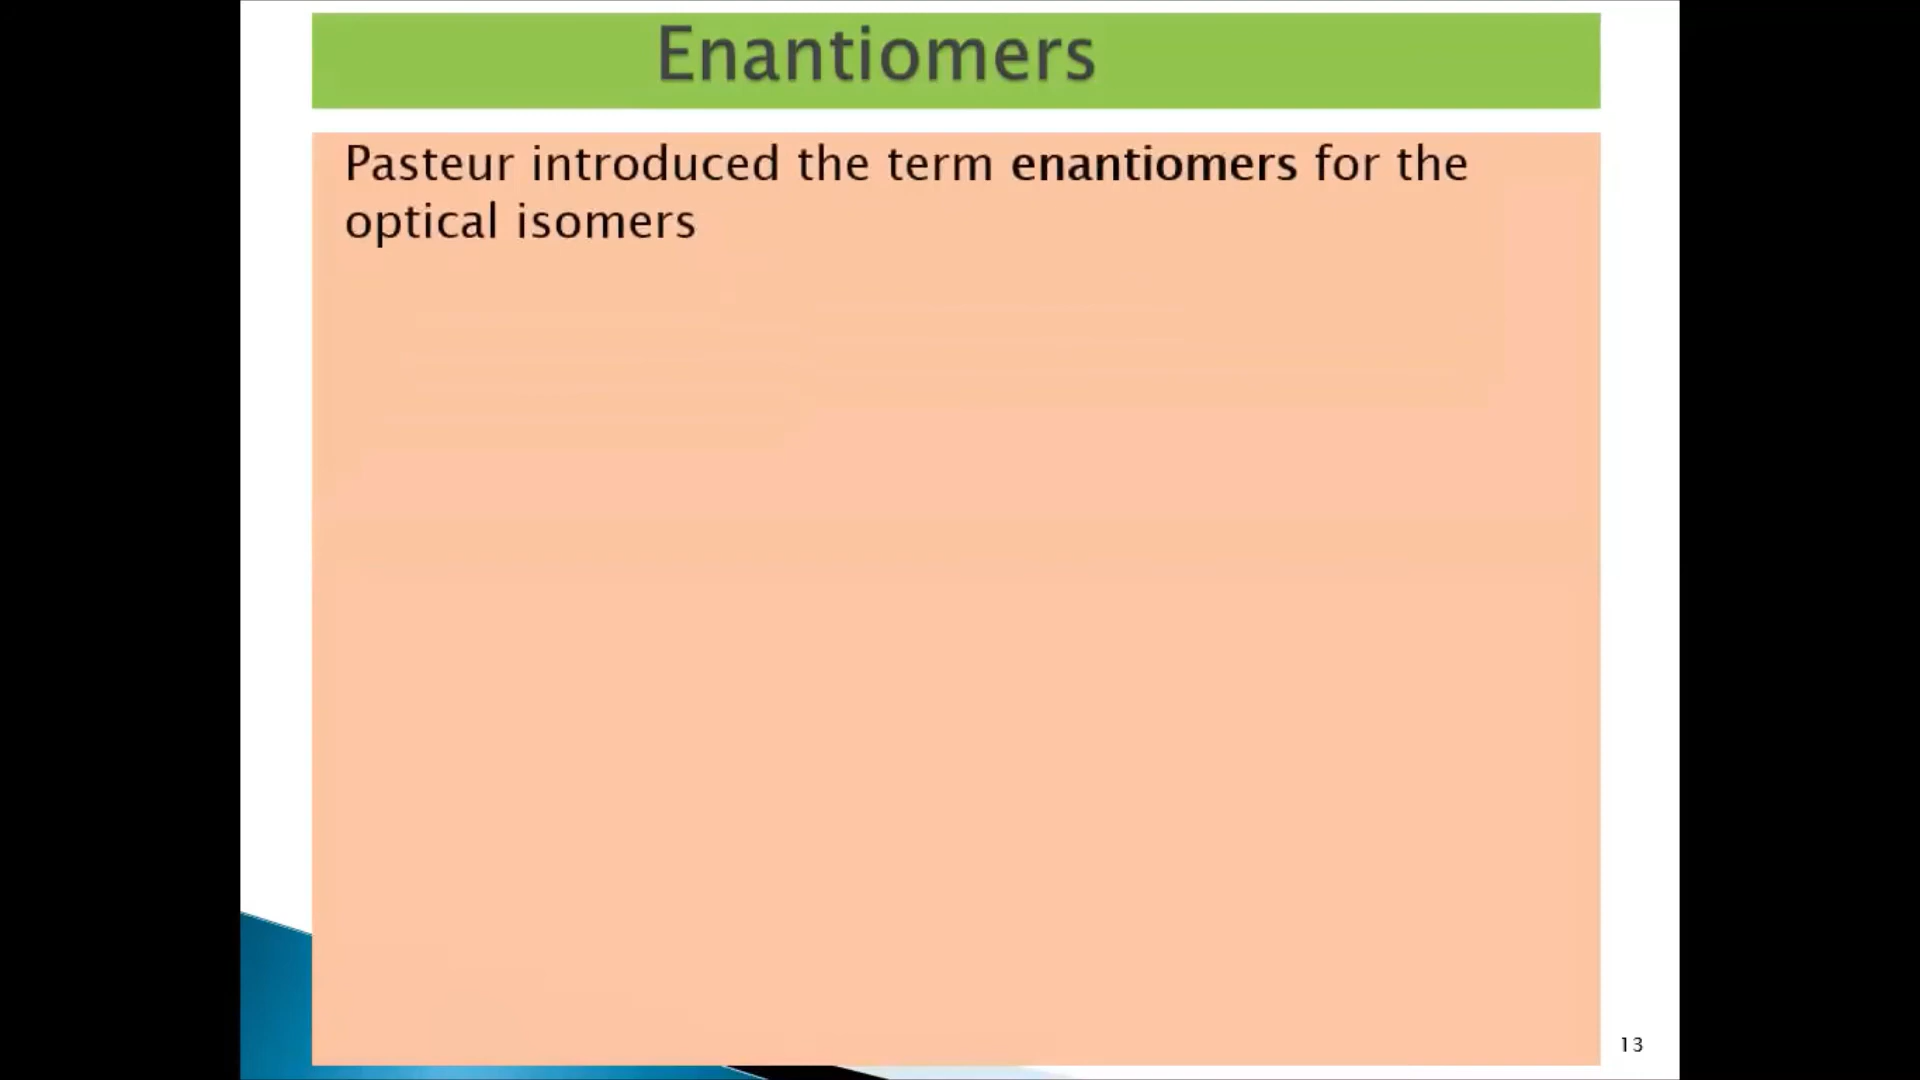 Enantiomers
Pasteur introduced the term enantiomers for the
optical isomers
13